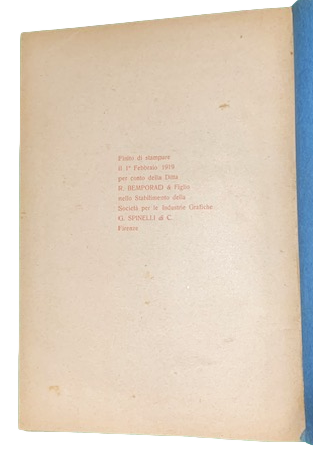 Finito di stampare
il 1° Febbraio 1919
per conto della Ditta
R. BEMPORAD & Figlio
nello Stabilimento della
Società per le Industrie Grafiche
G. SPINELLI & C.
Firenze